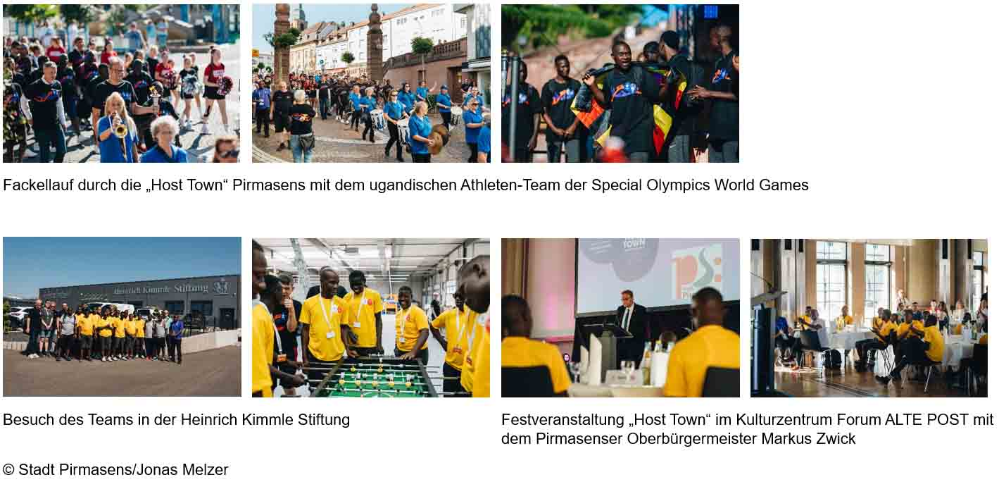 Fackellauf durch die „Host Town“ Pirmasens mit dem ugandischen Athleten-Team der Special Olympics World Games
Heinrich Kimmle Stiftung
TOWN
ps:
Besuch des Teams in der Heinrich Kimmle Stiftung
Festveranstaltung „Host Town“ im Kulturzentrum Forum ALTE POST mit
dem Pirmasenser Oberbürgermeister Markus Zwick
© Stadt Pirmasens/Jonas Melzer